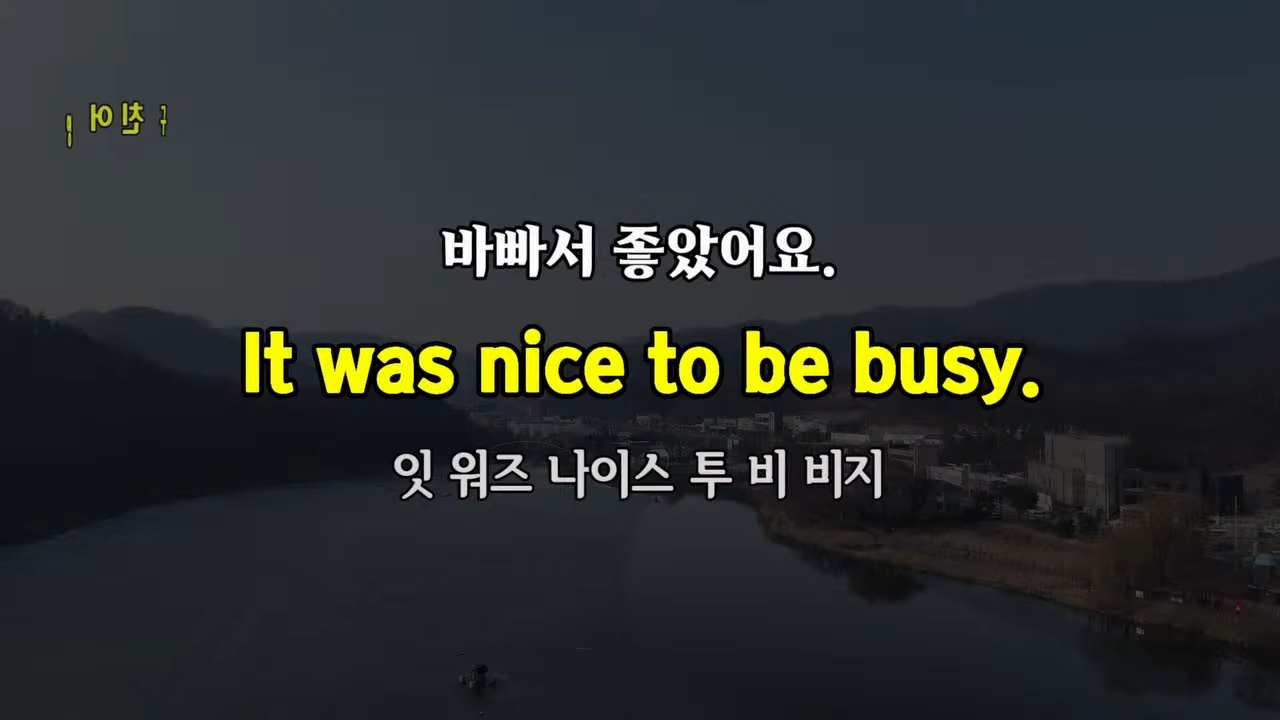 바빠서 좋았어요.
It was nice to be busy.
잇 워즈 나이스 투 비 비지